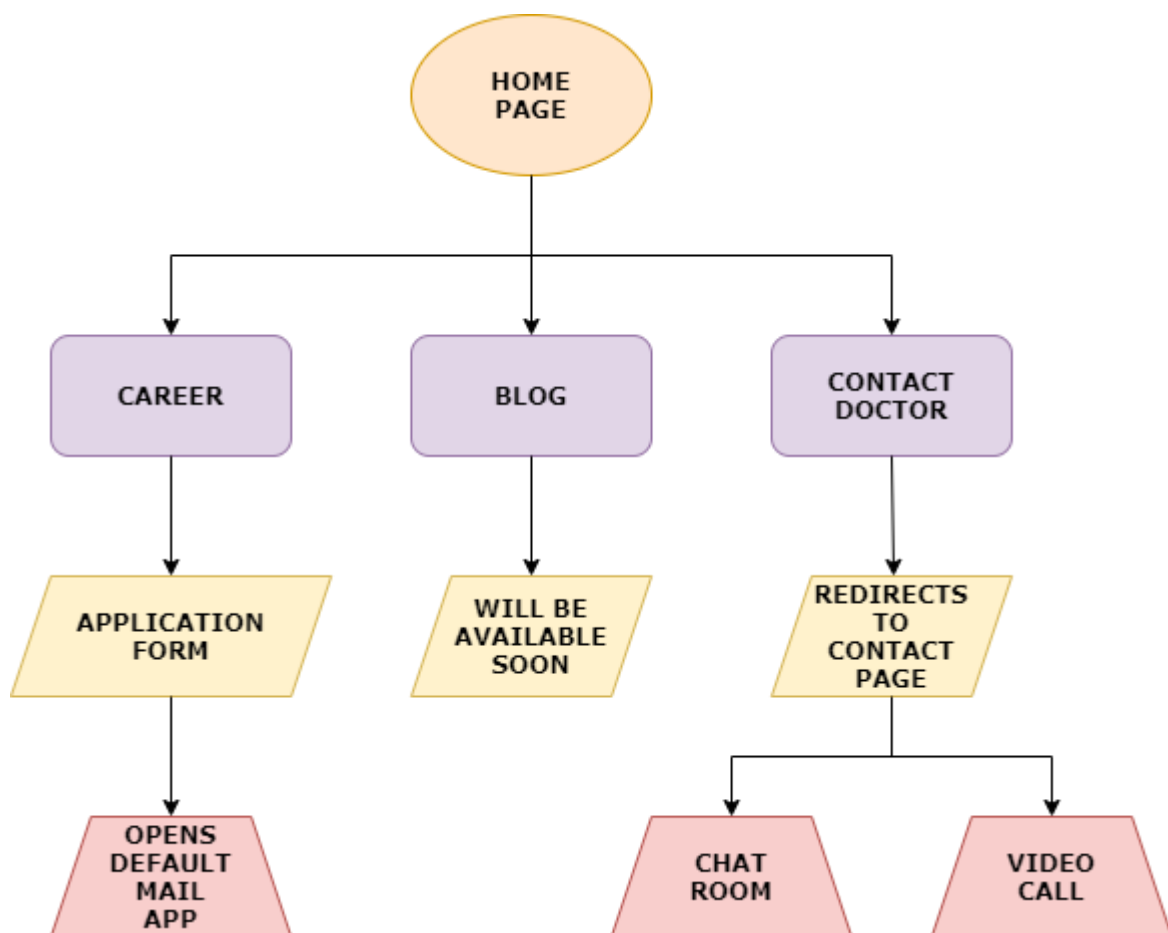 HOME
PAGE
CAREER
BLOG
CONTACT
DOCTOR
APPLICATION
FORM
WILL BE
AVAILABLE
SOON
REDIRECTS
TO
CONTACT
PAGE
OPENS
DEFAULT
MAIL
APP
CHAT
ROOM
VIDEO
CALL